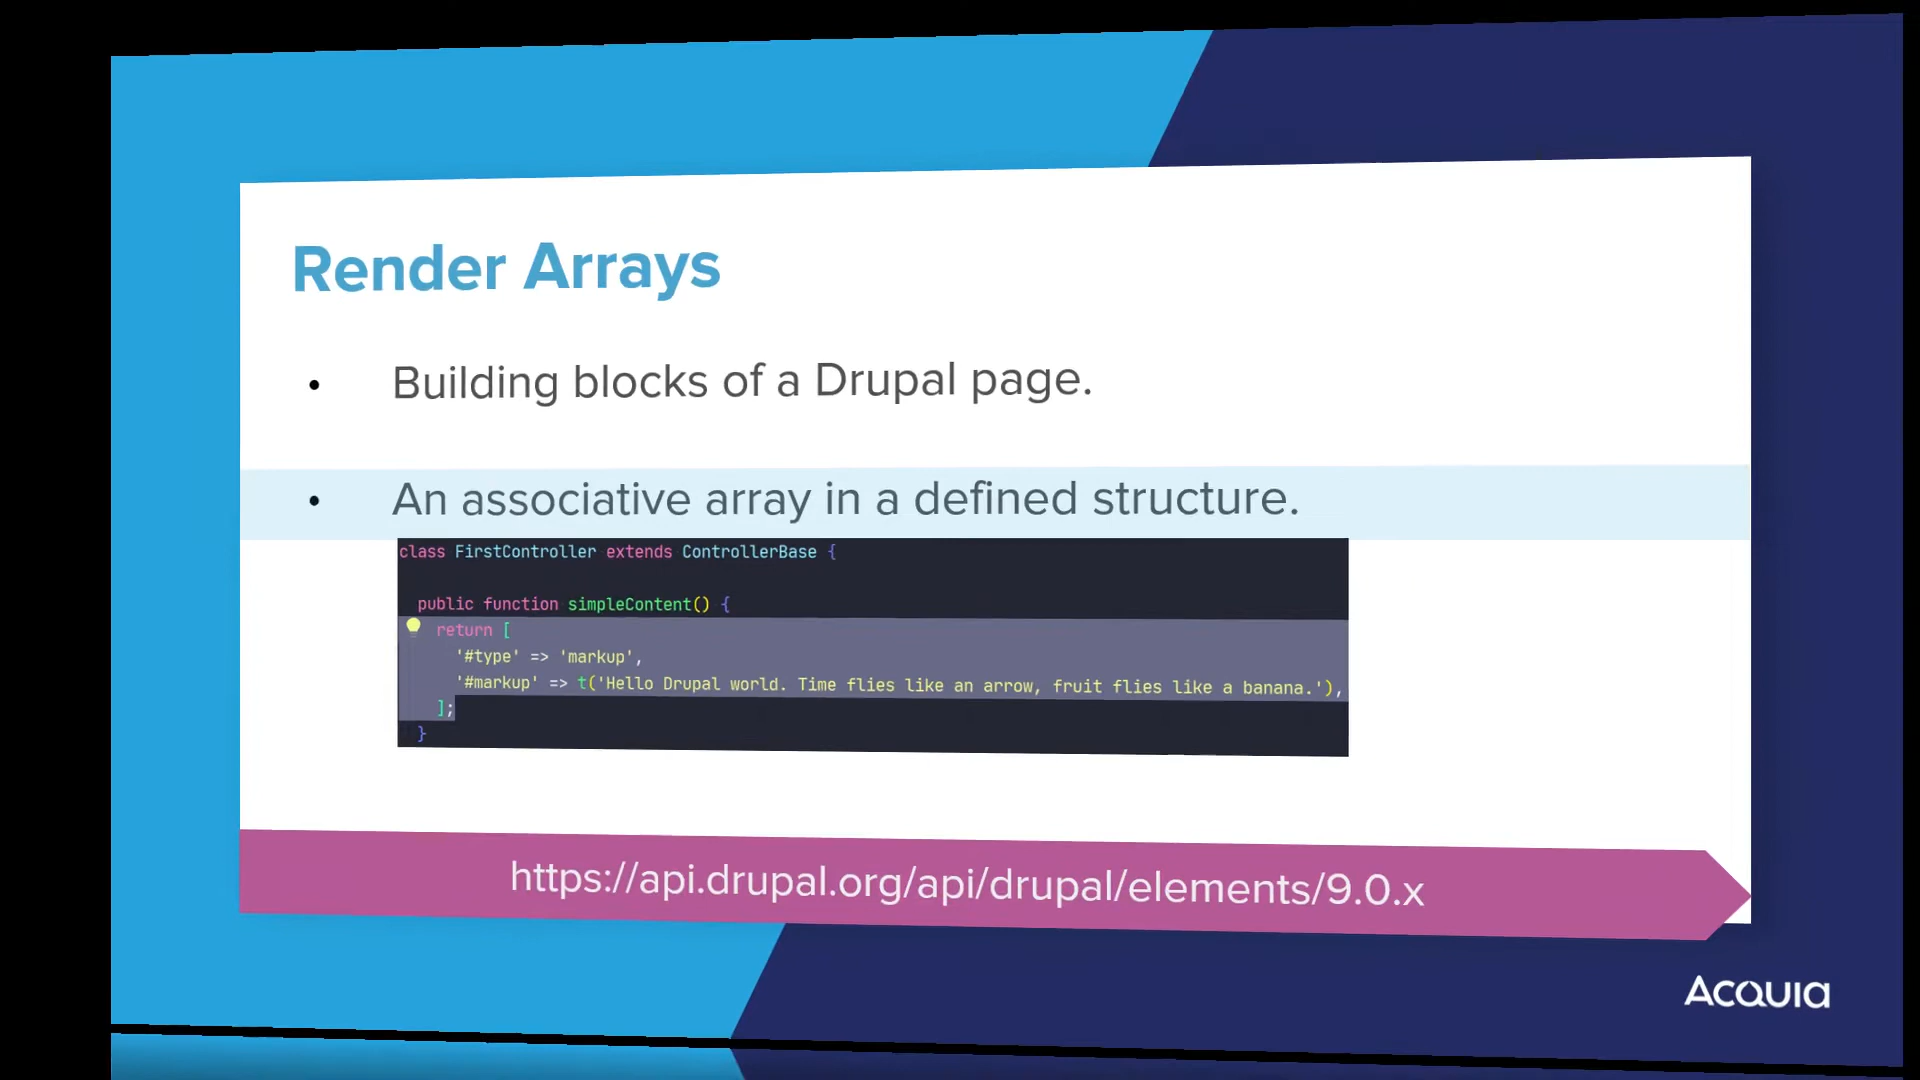 Render Arrays
• Building blocks of a Drupal page.
• An associative array in a defined structure.
class FirstController extends ControllerBase {
public function simpleContent() {
return [
'#type' => 'markup',
'#markup' => t('Hello Drupal world. Time flies like an arrow, fruit flies like a banana.'),
];
}
https://api.drupal.org/api/drupal/elements/9.0.x
Acquia